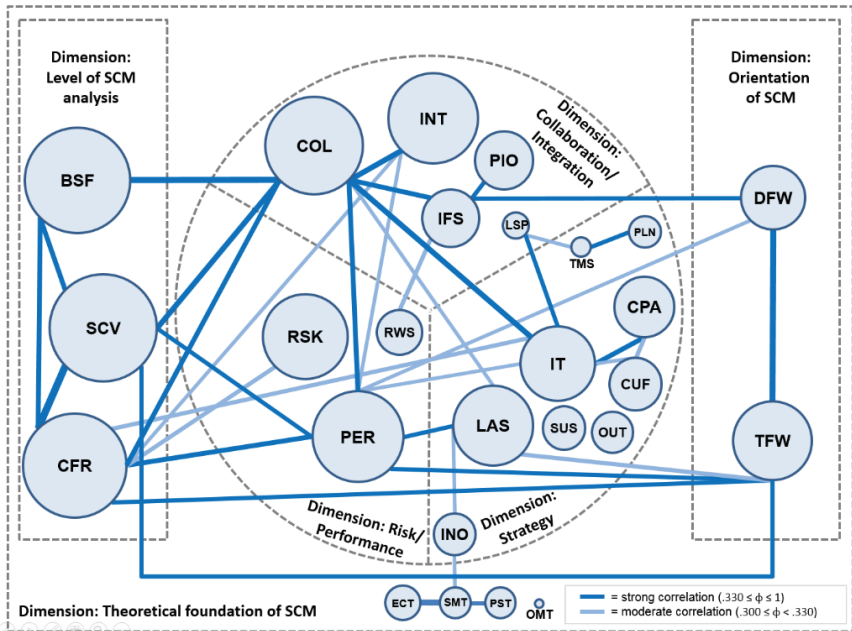 Dimension:
Level of SCM
analysis
Dimension:
Orientation
of SCM
Dimension:
Collaboration/
Integration
COL
INT
PIO
BSF
IFS
DFW
LSP
PLN
TMS
SCV
RSK
RWS
CPA
IT
CUF
CFR
PER
LAS
SUS
OUT
TFW
Dimension: Risk/
Performance
Dimension:
Strategy
INO
ECT
SMT
PST
OMT
Dimension: Theoretical foundation of SCM
= strong correlation (.330 ≤ ϕ ≤ 1)
= moderate correlation (.300 ≤ ϕ < .330)